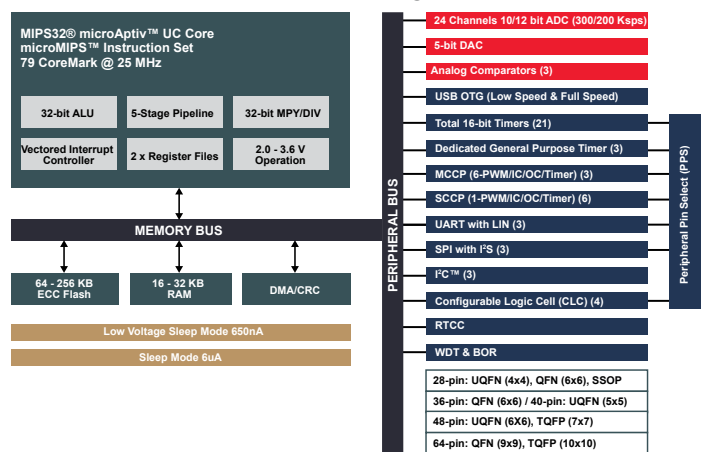 MIPS32® microAptiv™ UC Core
microMIPS™ Instruction Set
79 CoreMark @ 25 MHz
32-bit ALU
5-Stage Pipeline
32-bit MPY/DIV
Vectored Interrupt
Controller
2 x Register Files
2.0 - 3.6 V
Operation
MEMORY BUS
64 - 256 KB
ECC Flash
16 - 32 KB
RAM
DMA/CRC
Low Voltage Sleep Mode 650nA
Sleep Mode 6uA
PERIPHERAL BUS
24 Channels 10/12 bit ADC (300/200 Ksps)
5-bit DAC
Analog Comparators (3)
USB OTG (Low Speed & Full Speed)
Total 16-bit Timers (21)
Dedicated General Purpose Timer (3)
MCCP (6-PWM/IC/OC/Timer) (3)
SCCP (1-PWM/IC/OC/Timer) (6)
UART with LIN (3)
SPI with I²S (3)
I²C™ (3)
Configurable Logic Cell (CLC) (4)
RTCC
WDT & BOR
Peripheral Pin Select (PPS)
28-pin: UQFN (4x4), QFN (6x6), SSOP
36-pin: QFN (6x6) / 40-pin: UQFN (5x5)
48-pin: UQFN (6X6), TQFP (7x7)
64-pin: QFN (9x9), TQFP (10x10)